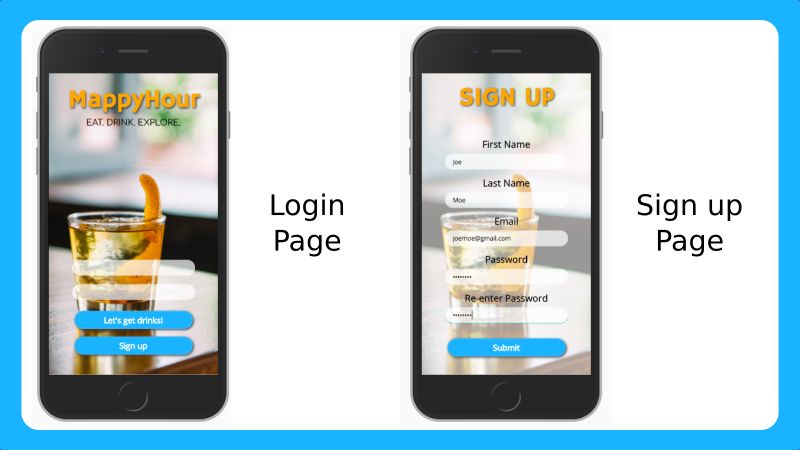 MappyHour
EAT. DRINK. EXPLORE.
Let's get drinks!
Sign up
Login
Page
SIGN UP
First Name
Joe
Last Name
Moe
Email
joemoe@gmail.com
Password
••••••••
Re-enter Password
••••••••
Submit
Sign up
Page